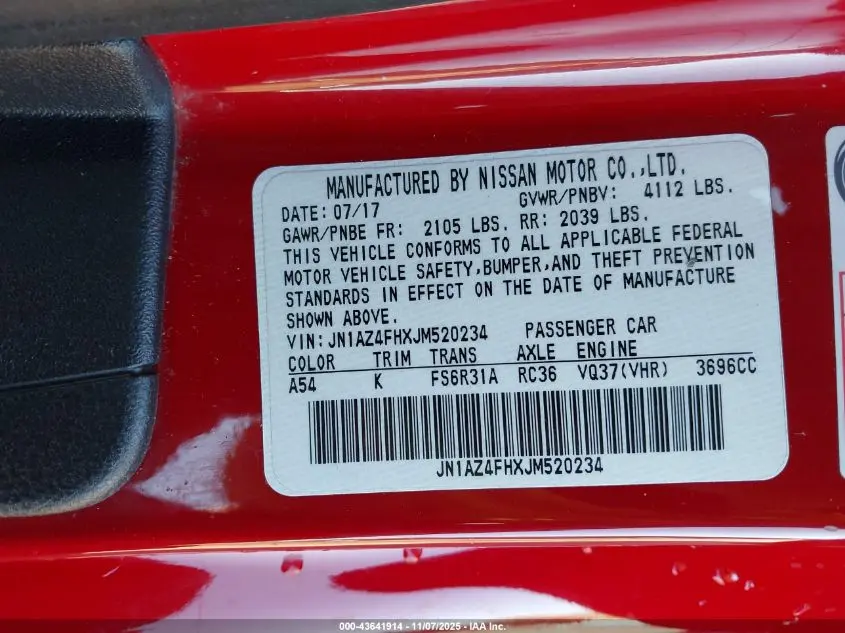 MANUFACTURED BY NISSAN MOTOR CO.,LTD.
DATE: 07/17 GVWR/PNBV: 4112 LBS.
GAWR/PNBE FR: 2105 LBS. RR: 2039 LBS.
THIS VEHICLE CONFORMS TO ALL APPLICABLE FEDERAL
MOTOR VEHICLE SAFETY,BUMPER,AND THEFT PREVENTION
STANDARDS IN EFFECT ON THE DATE OF MANUFACTURE
SHOWN ABOVE.
VIN:JN1AZ4FHXJM520234 PASSENGER CAR
COLOR TRIM TRANS AXLE ENGINE
A54 K FS6R31A RC36 VQ37(VHR) 3696CC
JN1AZ4FHXJM520234
000-43641914 - 11/07/2025 - IAA Inc.